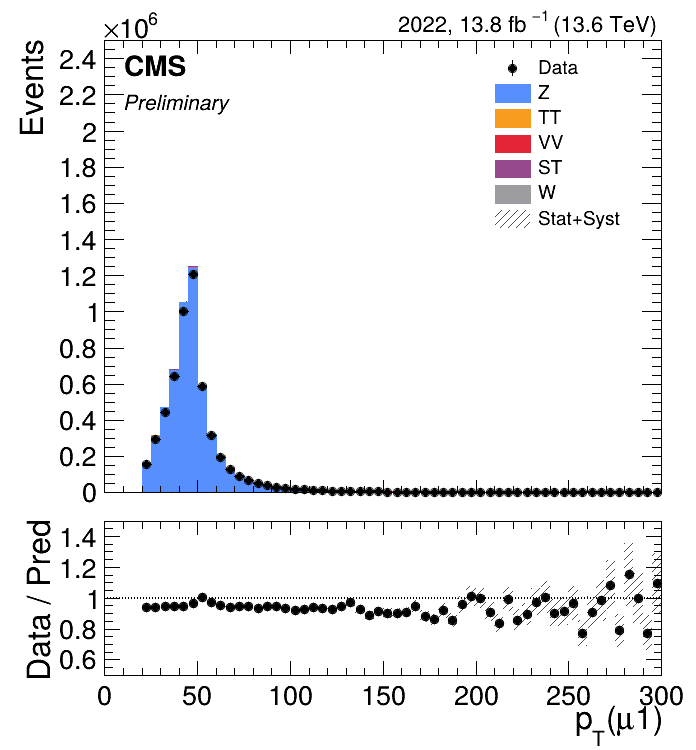 ×10⁶
2022, 13.8 fb⁻¹ (13.6 TeV)
Events
CMS
Preliminary
Data
Z
TT
VV
ST
W
Stat+Syst
2.4
2.2
2
1.8
1.6
1.4
1.2
1
0.8
0.6
0.4
0.2
0
Data / Pred
1.4
1.2
1
0.8
0.6
0 50 100 150 200 250 300
p_T(μ1)